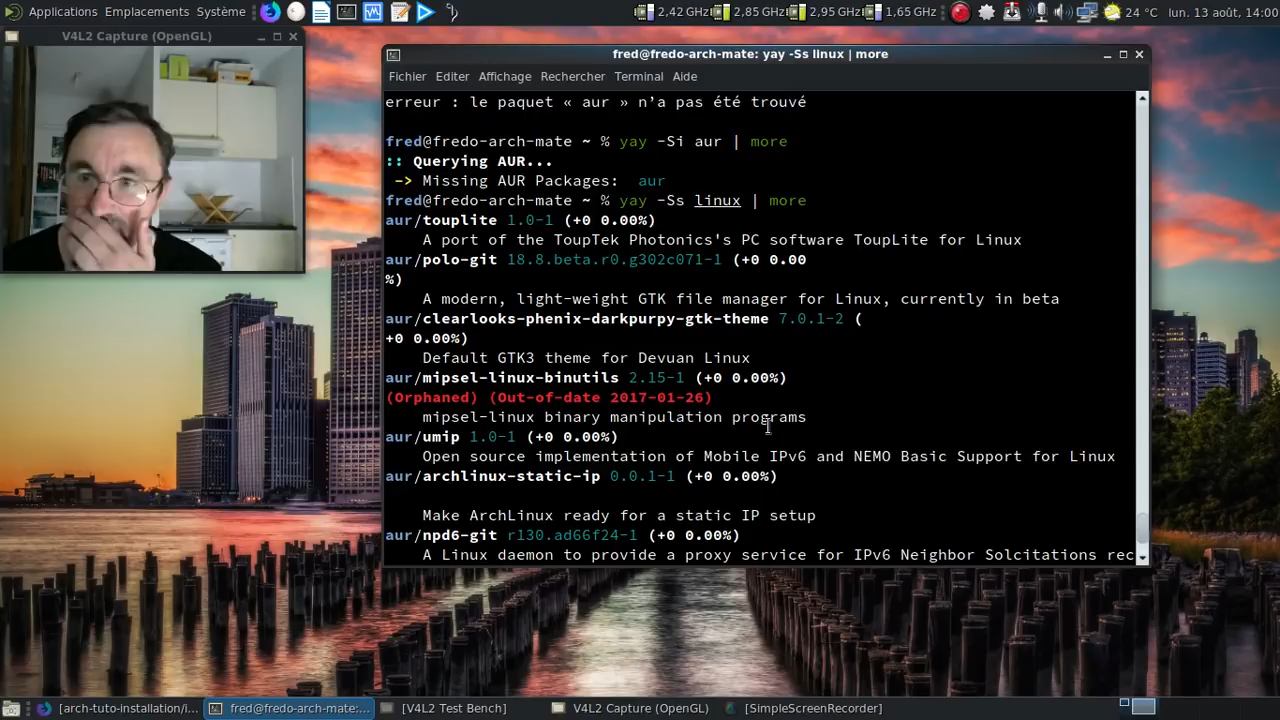 Applications Emplacements Système 2,42 GHz 2,85 GHz 2,95 GHz 1,65 GHz 24 °C lun. 13 août, 14:00
V4L2 Capture (OpenGL)
fred@fredo-arch-mate: yay -Ss linux | more
Fichier Editer Affichage Rechercher Terminal Aide
erreur : le paquet « aur » n’a pas été trouvé
fred@fredo-arch-mate ~ % yay -Si aur | more
:: Querying AUR...
-> Missing AUR Packages:  aur
fred@fredo-arch-mate ~ % yay -Ss linux | more
aur/touplite 1.0-1 (+0 0.00%)
A port of the ToupTek Photonics's PC software ToupLite for Linux
aur/polo-git 18.8.beta.r0.g302c071-1 (+0 0.00
%)
A modern, light-weight GTK file manager for Linux, currently in beta
aur/clearlooks-phenix-darkpurpy-gtk-theme 7.0.1-2 (
+0 0.00%)
Default GTK3 theme for Devuan Linux
aur/mipsel-linux-binutils 2.15-1 (+0 0.00%)
(Orphaned) (Out-of-date 2017-01-26)
mipsel-linux binary manipulation programs
aur/umip 1.0-1 (+0 0.00%)
Open source implementation of Mobile IPv6 and NEMO Basic Support for Linux
aur/archlinux-static-ip 0.0.1-1 (+0 0.00%)
Make ArchLinux ready for a static IP setup
aur/npd6-git r130.ad66f24-1 (+0 0.00%)
A Linux daemon to provide a proxy service for IPv6 Neighbor Solcitations rec
[arch-tuto-installation/i... fred@fredo-arch-mate:... [V4L2 Test Bench] V4L2 Capture (OpenGL) [SimpleScreenRecorder]